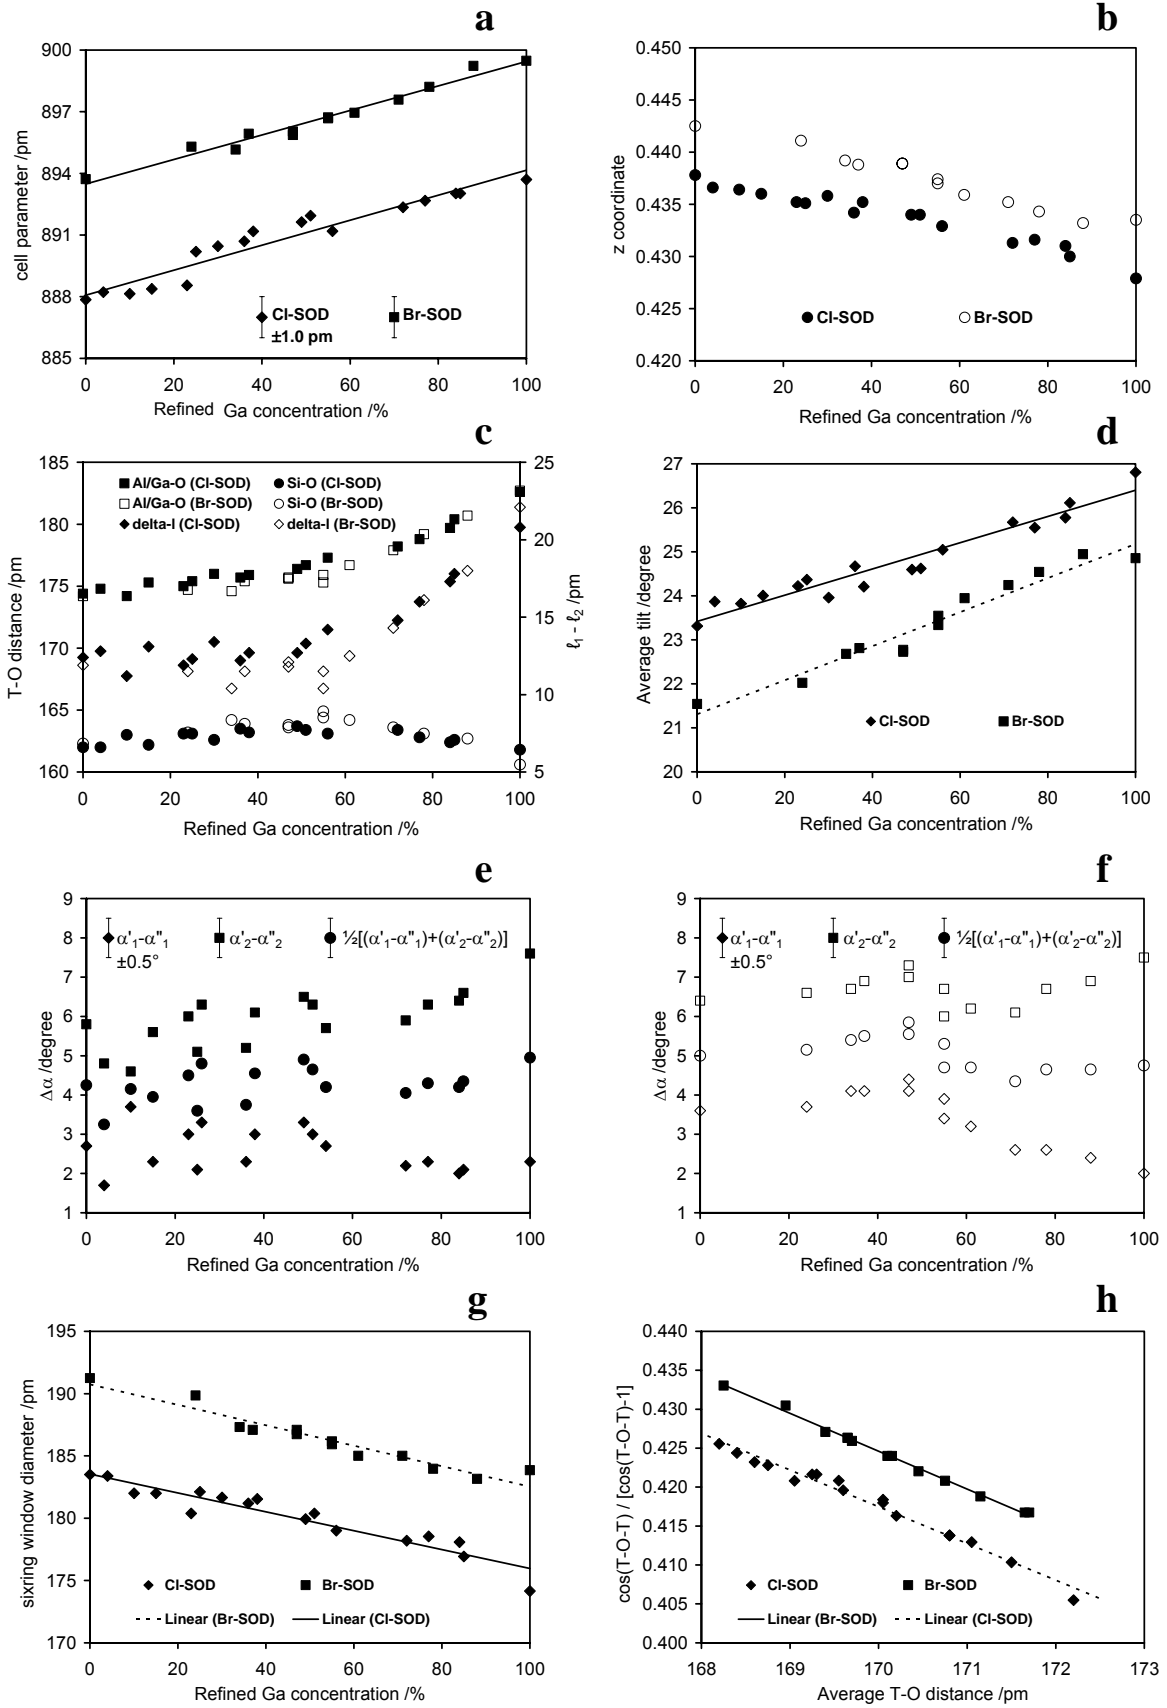 a
900
897
894
891
888
885
cell parameter /pm
Cl-SOD
±1.0 pm
Br-SOD
0 20 40 60 80 100
Refined Ga concentration /%
b
0.450
0.445
0.440
0.435
0.430
0.425
0.420
z coordinate
Cl-SOD
Br-SOD
0 20 40 60 80 100
Refined Ga concentration /%
c
185
180
175
170
165
160
T-O distance/pm
Al/Ga-O (Cl-SOD) Si-O (Cl-SOD)
Al/Ga-O (Br-SOD) Si-O (Br-SOD)
delta-l (Cl-SOD) delta-l (Br-SOD)
25
20
15
10
5
ℓ1 - ℓ2 /pm
0 20 40 60 80 100
Refined Ga concentration /%
d
27
26
25
24
23
22
21
20
Average tilt /degree
Cl-SOD
Br-SOD
0 20 40 60 80 100
Refined Ga concentration /%
e
9
8
7
6
5
4
3
2
1
Δα /degree
α'1-α"1 α'2-α"2 ½[(α'1-α"1)+(α'2-α"2)]
±0.5°
0 20 40 60 80 100
Refined Ga concentration /%
f
9
8
7
6
5
4
3
2
1
Δα /degree
α'1-α"1 α'2-α"2 ½[(α'1-α"1)+(α'2-α"2)]
±0.5°
0 20 40 60 80 100
Refined Ga concentration /%
g
195
190
185
180
175
170
sixring window diameter /pm
Cl-SOD Br-SOD
Linear (Br-SOD) Linear (Cl-SOD)
0 20 40 60 80 100
Refined Ga concentration /%
h
0.440
0.435
0.430
0.425
0.420
0.415
0.410
0.405
0.400
cos(T-O-T) / [cos(T-O-T)-1]
Cl-SOD Br-SOD
Linear (Br-SOD) Linear (Cl-SOD)
168 169 170 171 172 173
Average T-O distance /pm